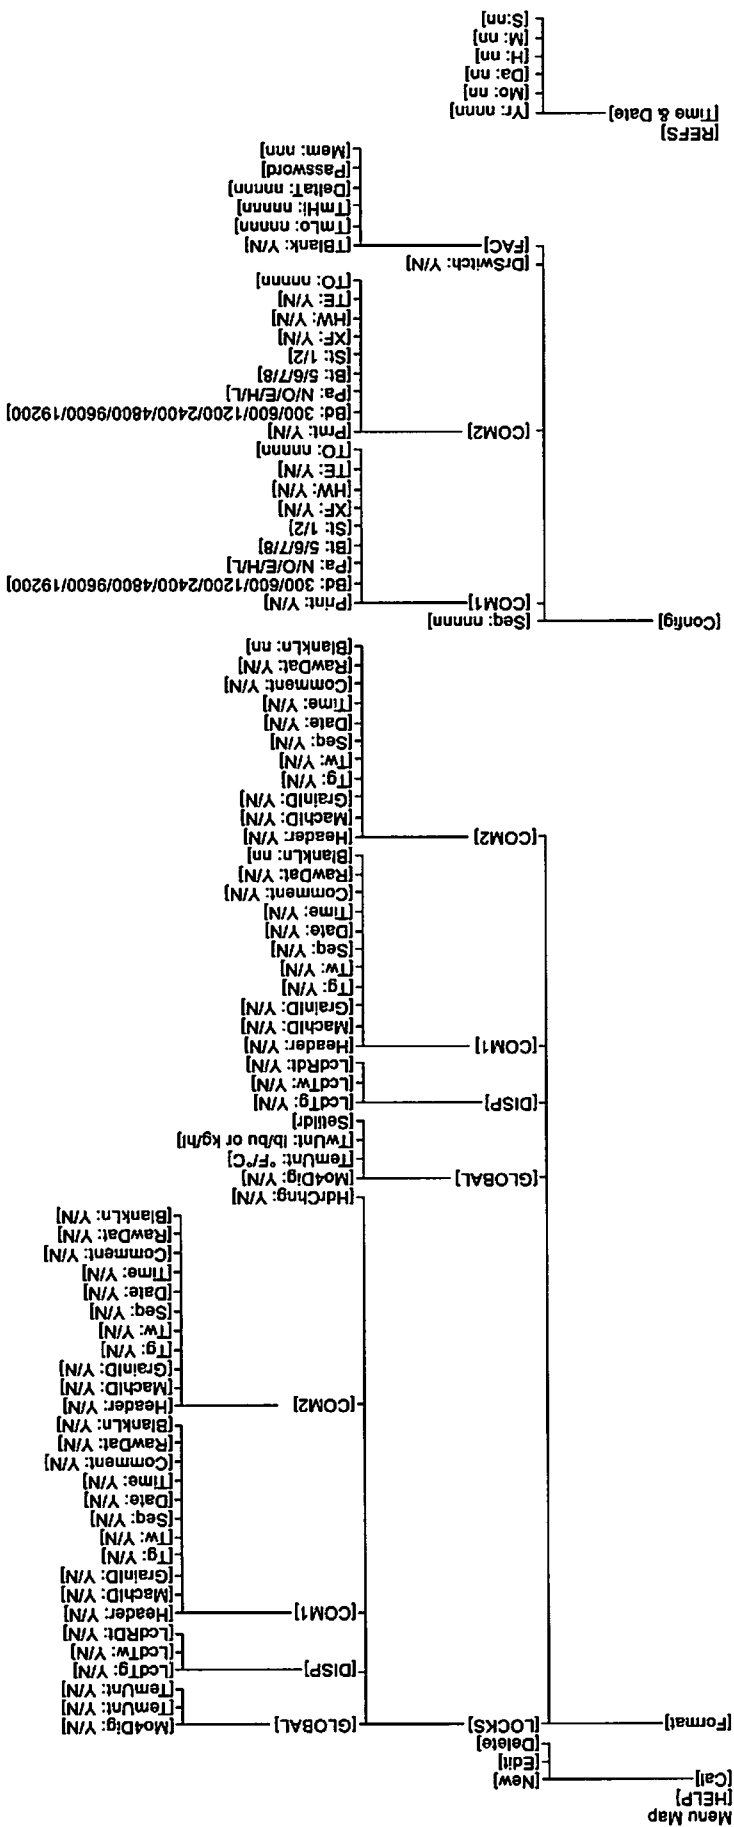 Menu Map
[HELP]
[Cal] [New]
[Edit]
[Delete]
[Format] [LOCKS] [GLOBAL] [Mo4Dig: Y/N]
[TemUnt: Y/N]
[TemUnt: Y/N]
[DISP] [LcdTg: Y/N]
[LcdTw: Y/N]
[LcdRDt: Y/N]
[COM1] [Header: Y/N]
[MachID: Y/N]
[GrainID: Y/N]
[Tg: Y/N]
[Tw: Y/N]
[Seq: Y/N]
[Date: Y/N]
[Time: Y/N]
[Comment: Y/N]
[RawDat: Y/N]
[BlankLn: Y/N]
[COM2] [Header: Y/N]
[MachID: Y/N]
[GrainID: Y/N]
[Tg: Y/N]
[Tw: Y/N]
[Seq: Y/N]
[Date: Y/N]
[Time: Y/N]
[Comment: Y/N]
[RawDat: Y/N]
[BlankLn: Y/N]
[HdrChng: Y/N]
[GLOBAL] [Mo4Dig: Y/N]
[TemUnt: °F/°C]
[TwUnt: lb/bu or kg/hl]
[DISP] [LcdTg: Y/N]
[LcdTw: Y/N]
[LcdRdt: Y/N]
[COM1] [Header: Y/N]
[MachID: Y/N]
[GrainID: Y/N]
[Tg: Y/N]
[Tw: Y/N]
[Seq: Y/N]
[Date: Y/N]
[Time: Y/N]
[Comment: Y/N]
[RawDat: Y/N]
[BlankLn: nn]
[COM2] [Header: Y/N]
[MachID: Y/N]
[GrainID: Y/N]
[Tg: Y/N]
[Tw: Y/N]
[Seq: Y/N]
[Date: Y/N]
[Time: Y/N]
[Comment: Y/N]
[RawDat: Y/N]
[BlankLn: nn]
[Config] [Seq: nnnnn]
[COM1] [Print: Y/N]
[Bd: 300/600/1200/2400/4800/9600/19200]
[Pa: N/O/E/H/L]
[Bt: 5/6/7/8]
[St: 1/2]
[XF: Y/N]
[HW: Y/N]
[TE: Y/N]
[TO: nnnnn]
[COM2] [Prnt: Y/N]
[Bd: 300/600/1200/2400/4800/9600/19200]
[Pa: N/O/E/H/L]
[Bt: 5/6/7/8]
[St: 1/2]
[XF: Y/N]
[HW: Y/N]
[TE: Y/N]
[TO: nnnnn]
[DrSwitch: Y/N]
[FAC] [TBlank: Y/N]
[TmLo: nnnnn]
[TmHi: nnnnn]
[DeltaT: nnnnn]
[Password]
[Mem: nnn]
[REFS]
[Time & Date] [Yr: nnnn]
[Mo: nn]
[Da: nn]
[H: nn]
[M: nn]
[S:nn]